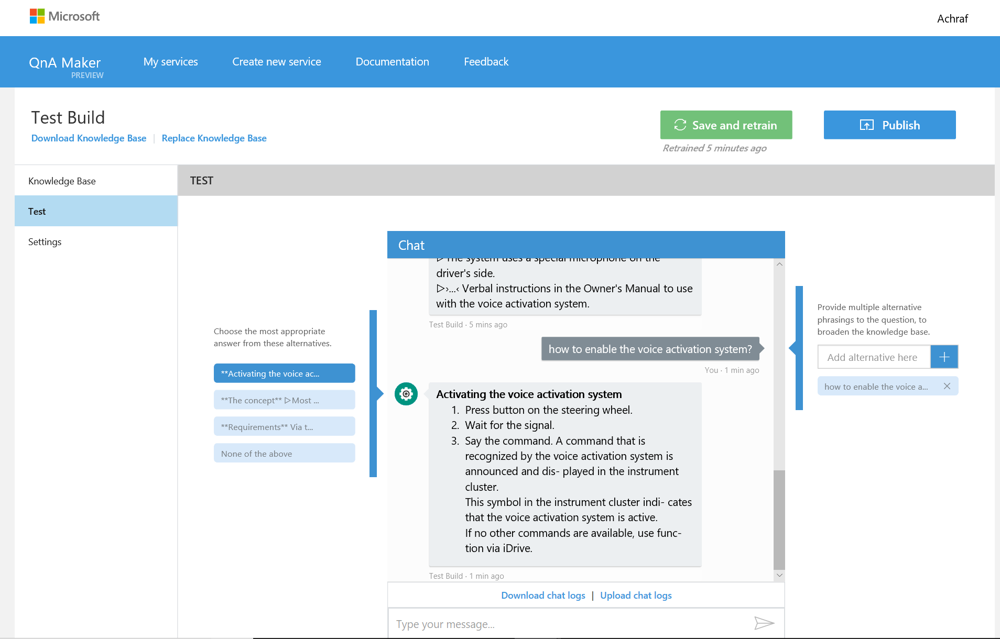 Microsoft
Achraf
QnA Maker
PREVIEW
My services
Create new service
Documentation
Feedback
Test Build
Download Knowledge Base | Replace Knowledge Base
Save and retrain
Retrained 5 minutes ago
Publish
Knowledge Base
Test
Settings
TEST
Choose the most appropriate
answer from these alternatives.
**Activating the voice ac...
**The concept** ▷Most ...
**Requirements** Via t...
None of the above
Chat
▷The system uses a special microphone on the
driver's side.
▷›...‹ Verbal instructions in the Owner's Manual to use
with the voice activation system.
Test Build · 5 mins ago
how to enable the voice activation system?
You · 1 min ago
Activating the voice activation system
1. Press button on the steering wheel.
2. Wait for the signal.
3. Say the command. A command that is
recognized by the voice activation system is
announced and dis- played in the instrument
cluster.
This symbol in the instrument cluster indi- cates
that the voice activation system is active.
If no other commands are available, use func-
tion via iDrive.
Test Build · 1 min ago
Download chat logs | Upload chat logs
Type your message...
Provide multiple alternative
phrasings to the question, to
broaden the knowledge base.
Add alternative here
how to enable the voice a...